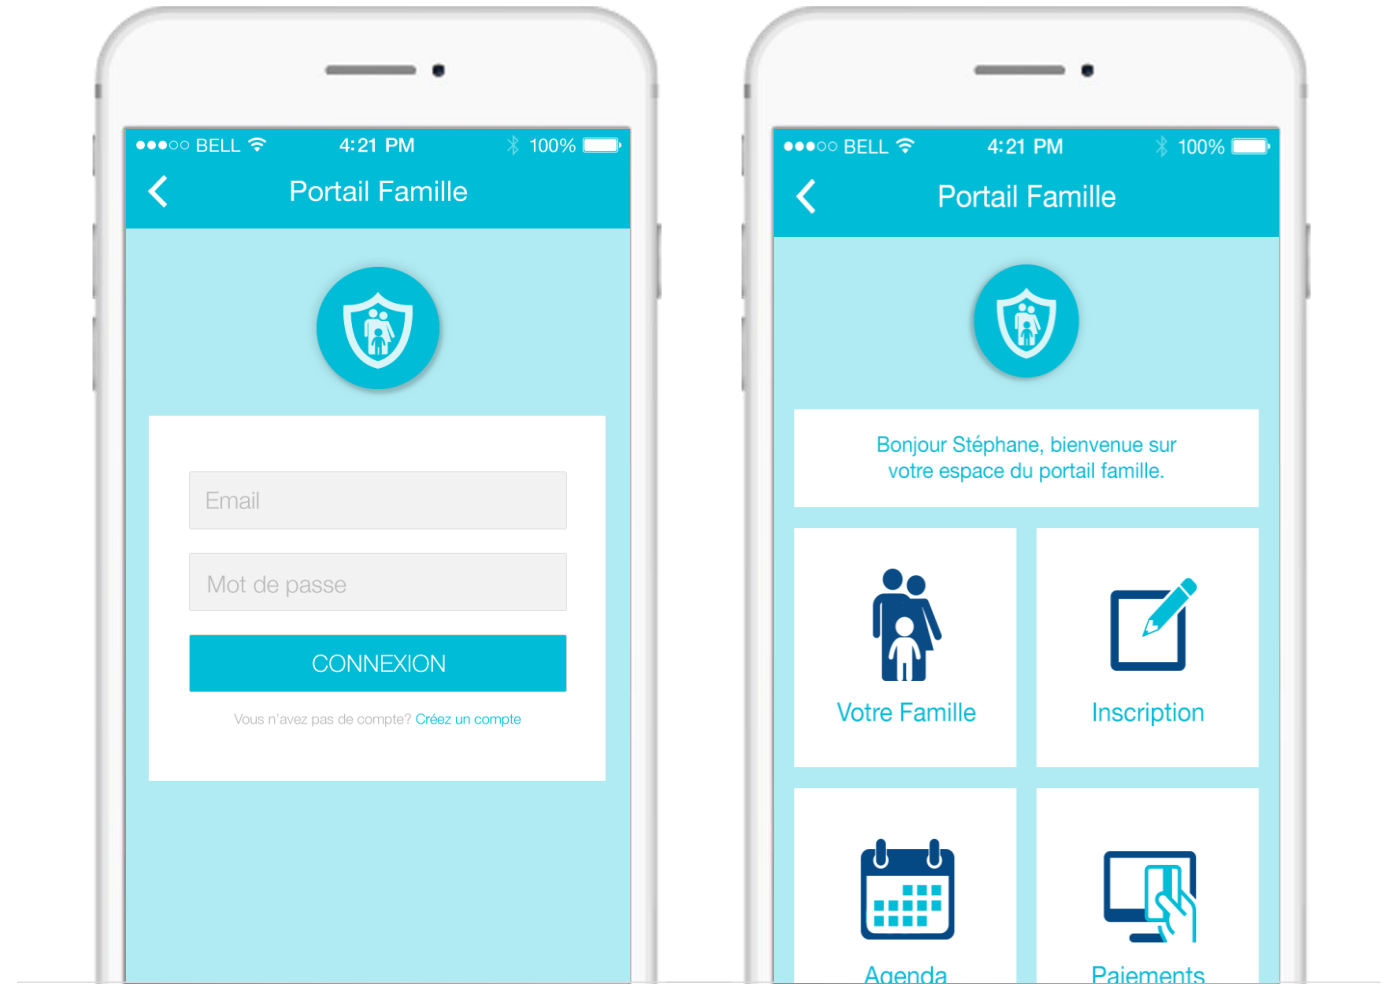 BELL 4:21 PM 100%
Portail Famille
Email
Mot de passe
CONNEXION
Vous n'avez pas de compte? Créez un compte
BELL 4:21 PM 100%
Portail Famille
Bonjour Stéphane, bienvenue sur
votre espace du portail famille.
Votre Famille Inscription
Agenda Paiements